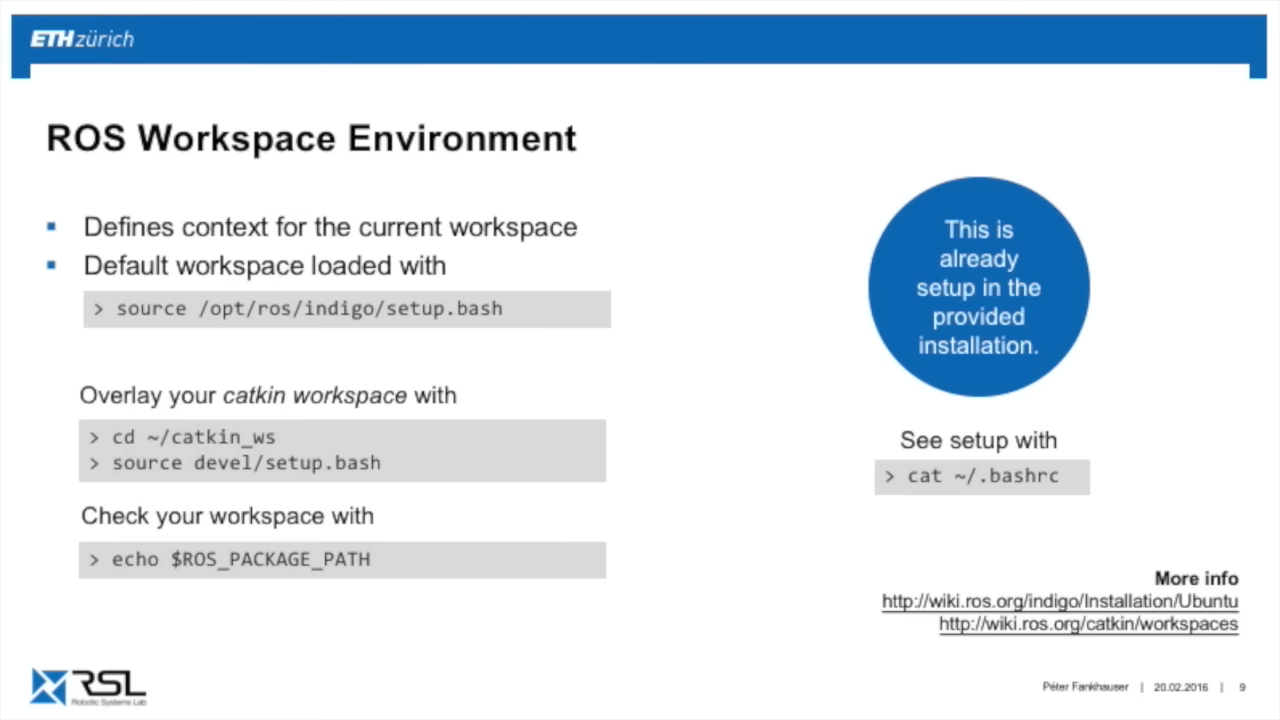 ETH zürich
ROS Workspace Environment
▪ Defines context for the current workspace
▪ Default workspace loaded with
> source /opt/ros/indigo/setup.bash
Overlay your catkin workspace with
> cd ~/catkin_ws
> source devel/setup.bash
Check your workspace with
> echo $ROS_PACKAGE_PATH
This is
already
setup in the
provided
installation.
See setup with
> cat ~/.bashrc
More info
http://wiki.ros.org/indigo/Installation/Ubuntu
http://wiki.ros.org/catkin/workspaces
RSL
Robotic Systems Lab
Péter Fankhauser | 20.02.2016 | 9